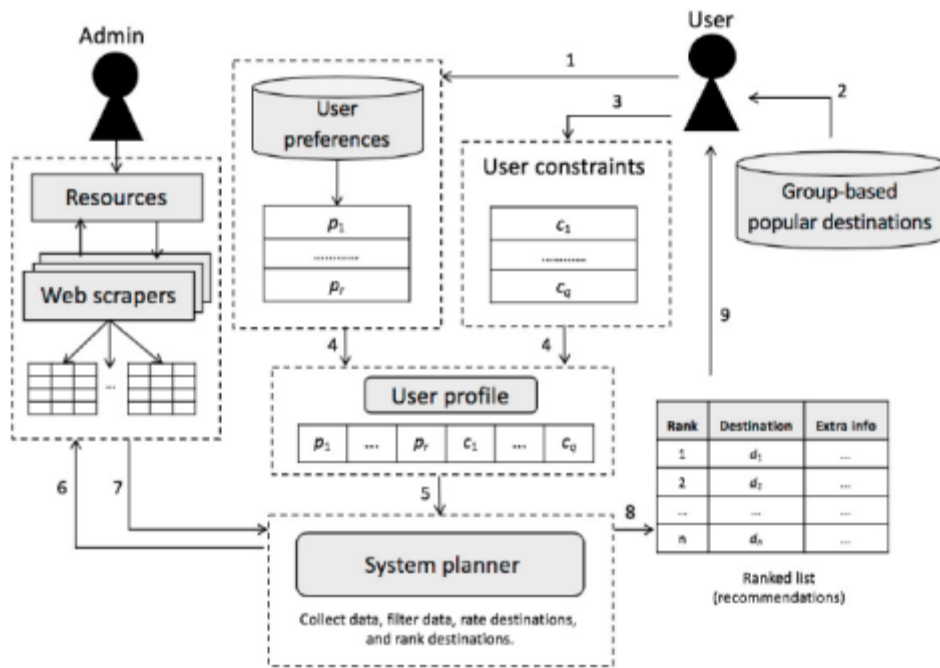 Admin
User
1
2
3
User
preferences
User constraints
Group-based
popular destinations
Resources
Web scrapers
...
p1
............
pr
c1
...........
cq
4
4
9
User profile
p1 ... pr c1 ... cq
6
7
5
8
Rank Destination Extra info
1 d1 ...
2 d2 ...
... ... ...
n dn ...
Ranked list
(recommendations)
System planner
Collect data, filter data, rate destinations,
and rank destinations.